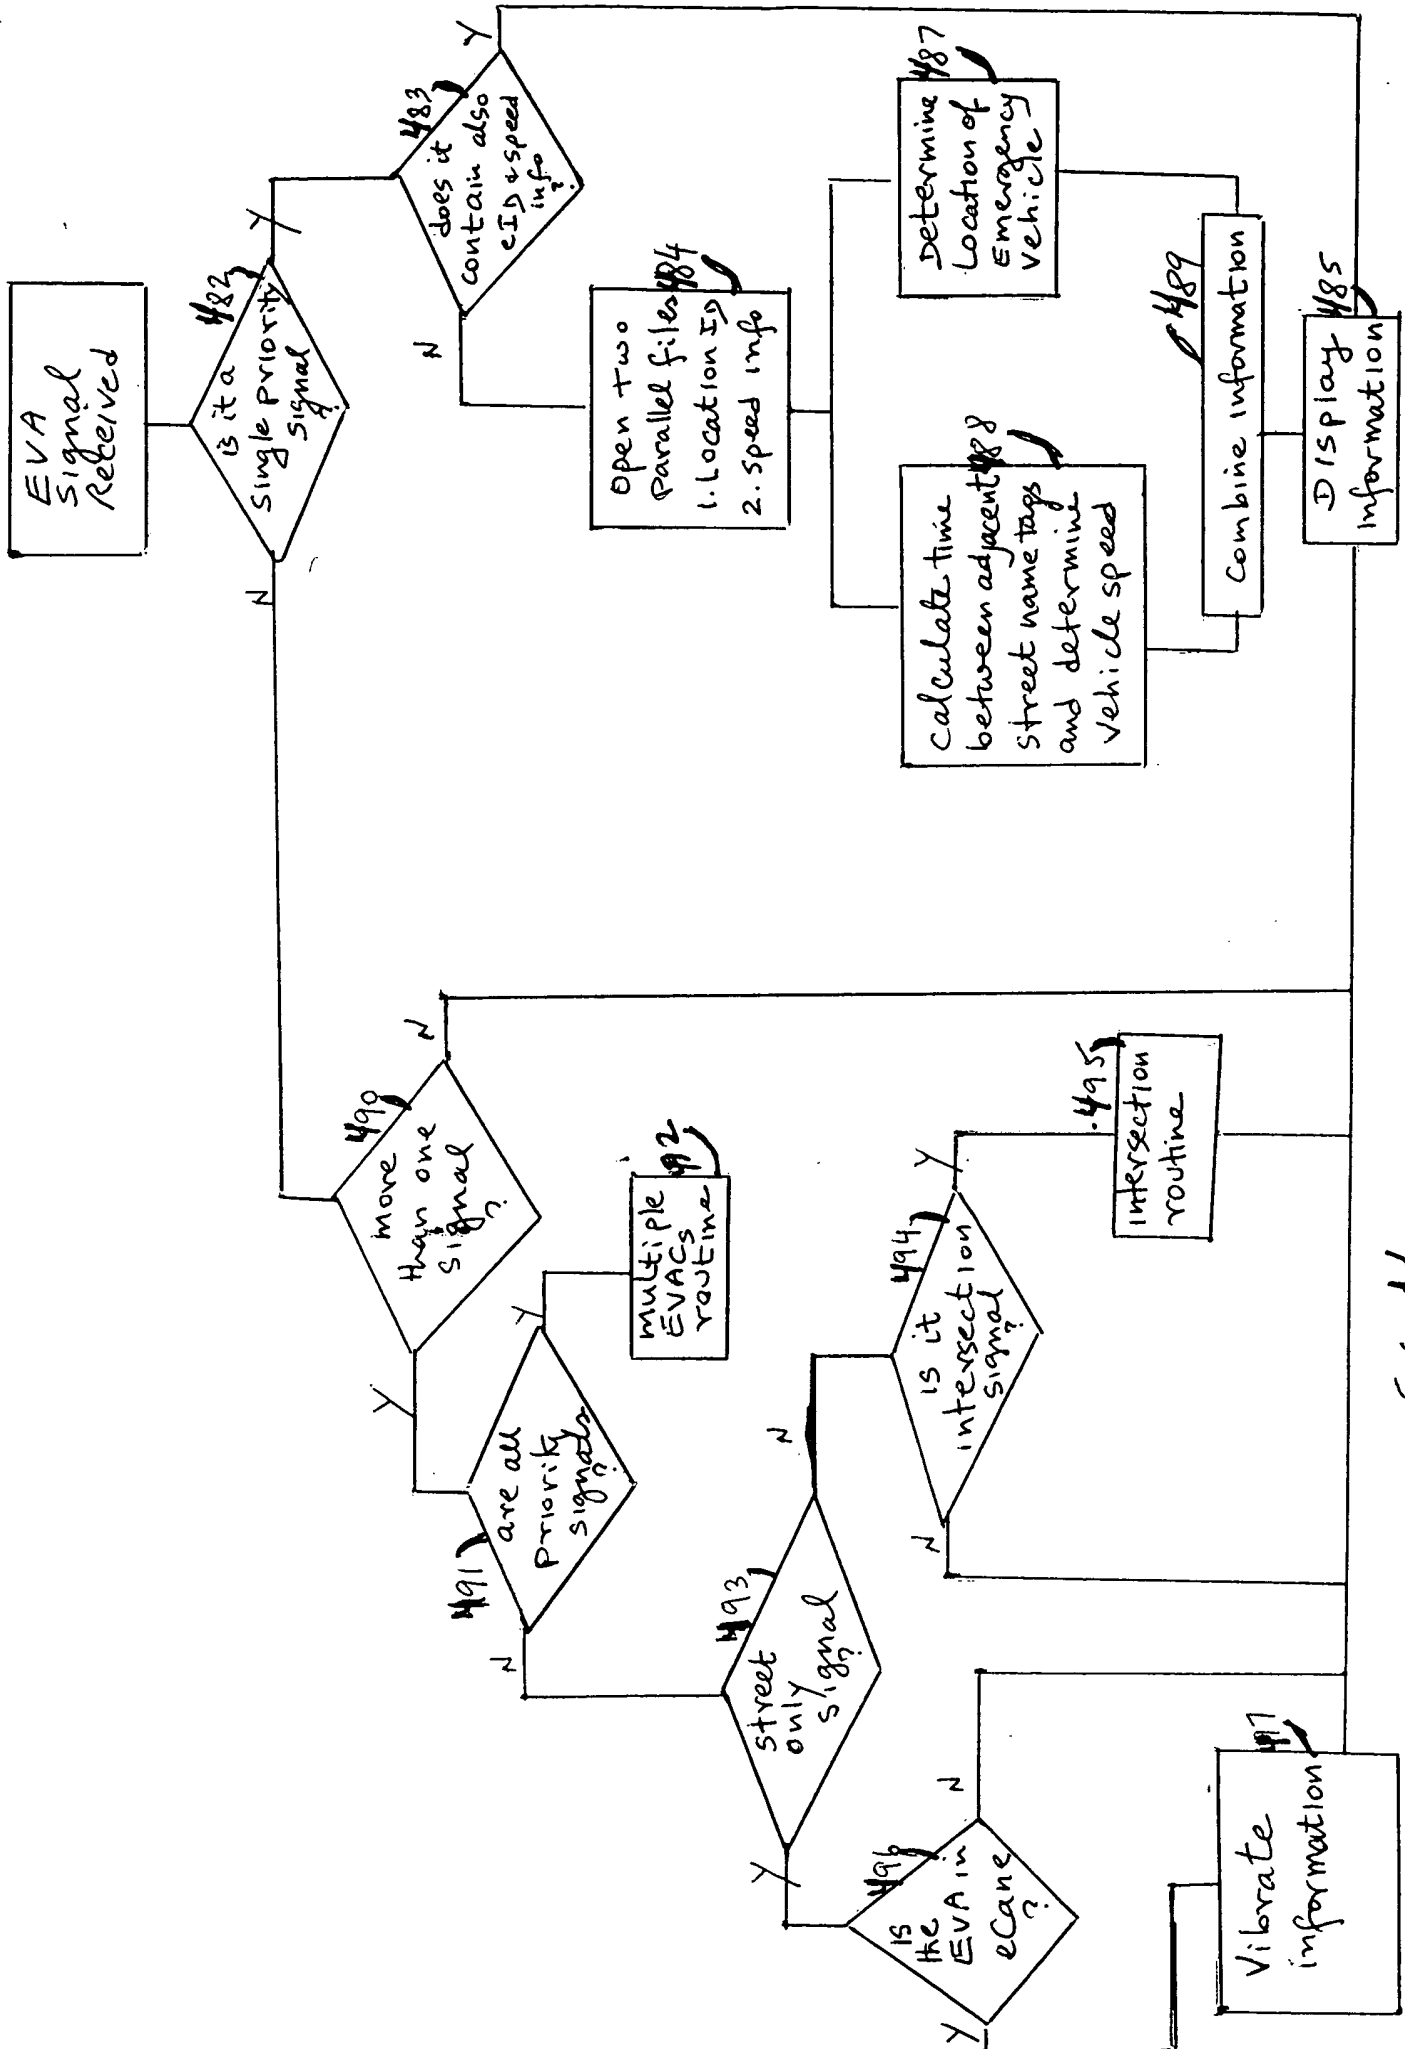 EVA
Signal
Received
482
is it a
Single priority
signal
?
Y
N
483
does it
contain also
eID & speed
info
?
Y
N
484
Open two
Parallel files
1. Location ID
2. speed info
487
Determine
Location of
Emergency
Vehicle
488
Calculate time
between adjacent
street name tags
and determine
vehicle speed
489
Combine information
485
Display
information
490
more
than one
signal
?
N
Y
491
are all
priority
signals
?
Y
N
492
multiple
EVACs
routine
493
street
only
signal
?
N
Y
494
is it
intersection
signal
?
Y
N
495
intersection
routine
496
is
the
EVA in
eCane
?
N
Y
497
Vibrate
information